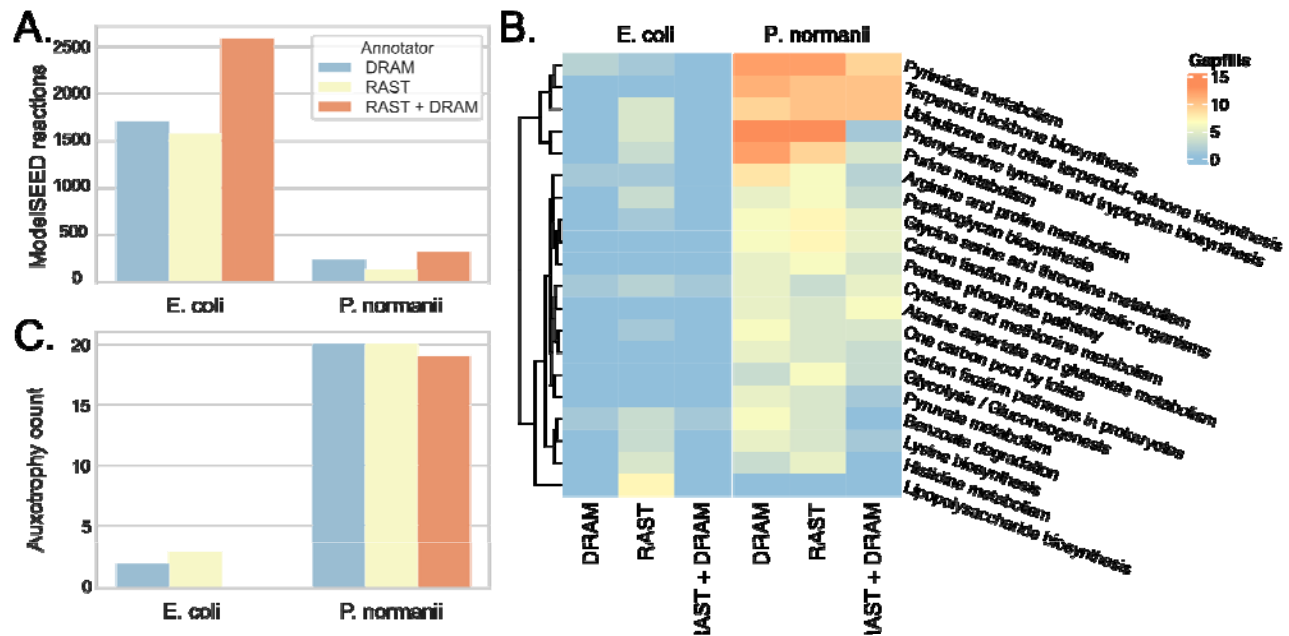 A.
ModelSEED reactions
2500
2000
1500
1000
500
0
Annotator
DRAM
RAST
RAST + DRAM
E. coli
P. normanii
B.
E. coli
P. normanii
Gapfills
15
10
5
0
Pyrimidine metabolism
Terpenoid backbone biosynthesis
Ubiquinone and other terpenoid-quinone biosynthesis
Phenylalanine tyrosine and tryptophan biosynthesis
Purine metabolism
Arginine and proline metabolism
Peptidoglycan biosynthesis
Glycine serine and threonine metabolism
Carbon fixation in photosynthetic organisms
Pentose phosphate pathway
Cysteine and methionine metabolism
Alanine aspartate and glutamate metabolism
One carbon pool by folate
Carbon fixation pathways in prokaryotes
Glycolysis / Gluconeogenesis
Pyruvate metabolism
Benzoate degradation
Lysine biosynthesis
Histidine metabolism
Lipopolysaccharide biosynthesis
DRAM
RAST
RAST + DRAM
DRAM
RAST
RAST + DRAM
C.
Auxotrophy count
20
15
10
5
0
E. coli
P. normanii